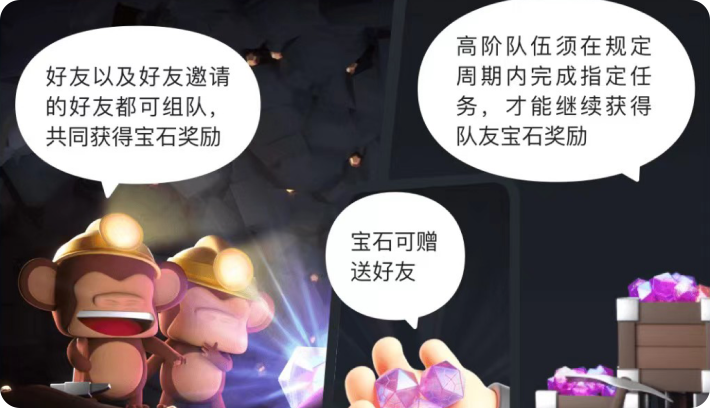 好友以及好友邀请
的好友都可组队，
共同获得宝石奖励
高阶队伍须在规定
周期内完成指定任
务，才能继续获得
队友宝石奖励
宝石可赠
送好友